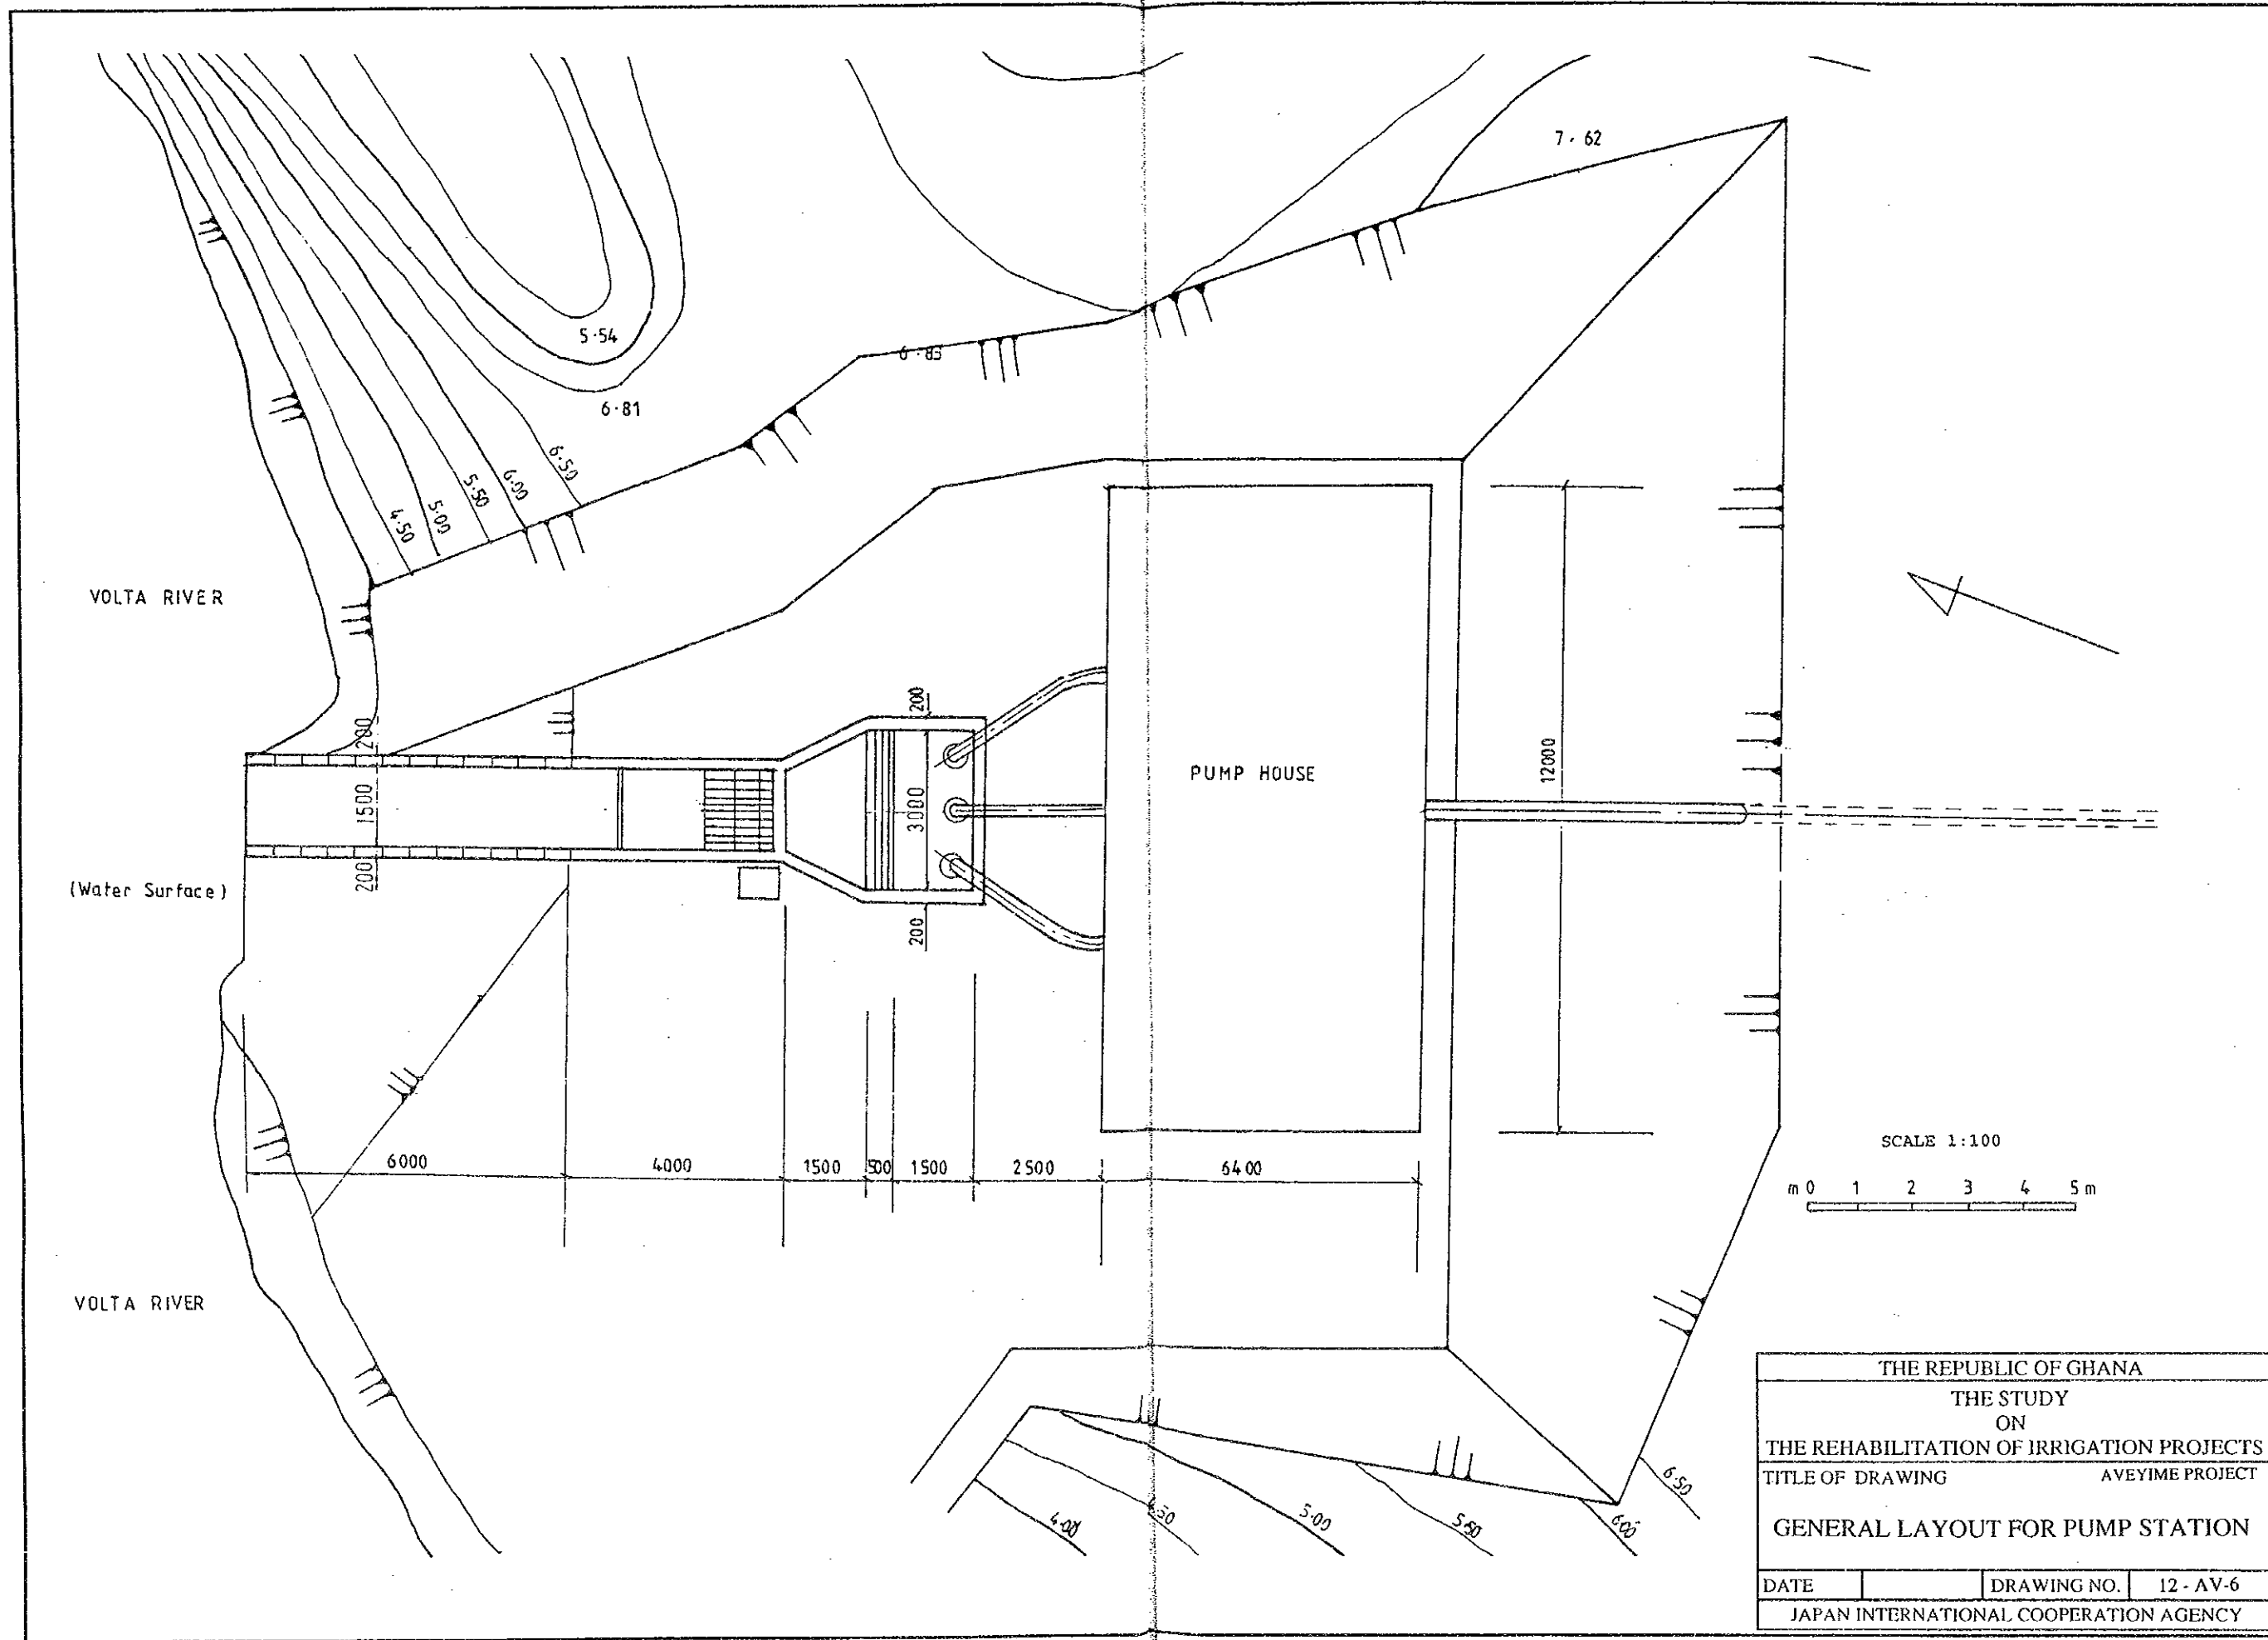 7.62
5.54
6.83
6.81
6.50
6.00
5.50
5.00
4.50
VOLTA RIVER
200
200
1500
3000
12000
PUMP HOUSE
200
(Water Surface)
200
SCALE 1:100
6000
4000
1500
500
1500
2500
6400
m 0 1 2 3 4 5 m
VOLTA RIVER
4.00
5.00
5.50
6.00
6.50
THE REPUBLIC OF GHANA
THE STUDY
ON
THE REHABILITATION OF IRRIGATION PROJECTS
TITLE OF DRAWING AVEYIME PROJECT
GENERAL LAYOUT FOR PUMP STATION
DATE DRAWING NO. 12 - AV-6
JAPAN INTERNATIONAL COOPERATION AGENCY